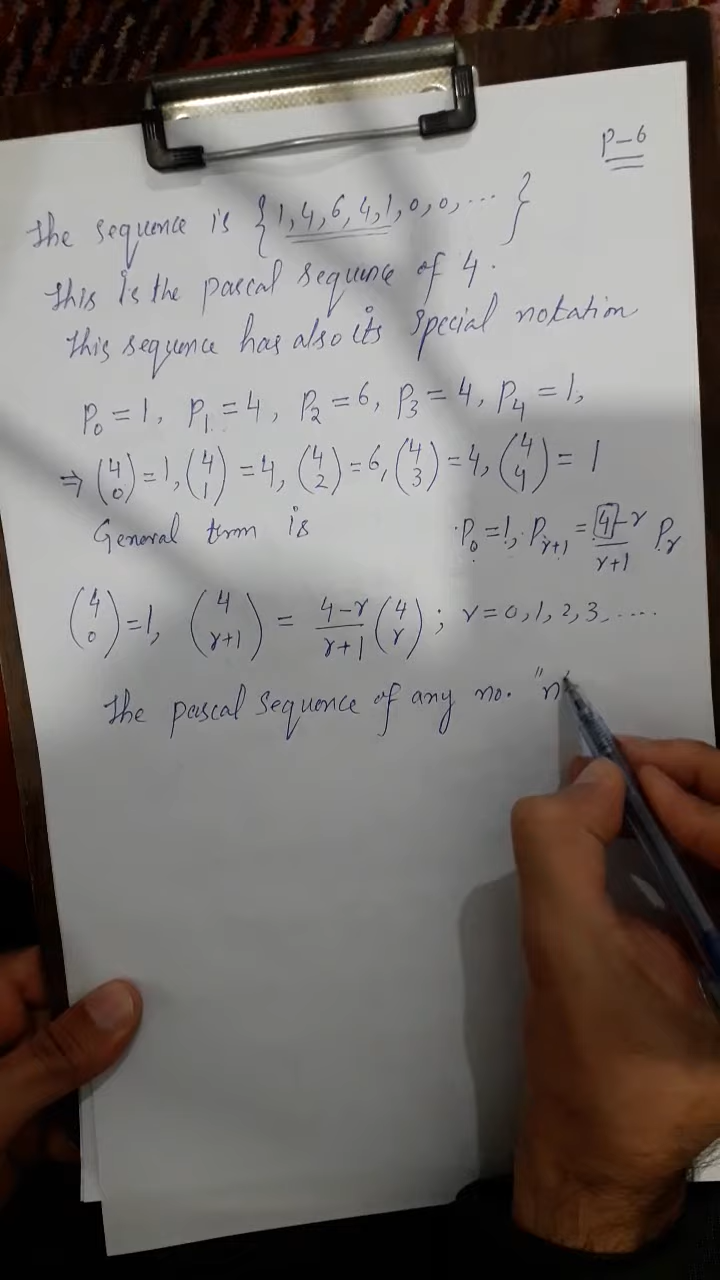 P-6
The sequence is {1, 4, 6, 4, 1, 0, 0, ... }
This is the pascal sequence of 4.
This sequence has also its special notation
P₀ = 1, P₁ = 4, P₂ = 6, P₃ = 4, P₄ = 1,
⇒ (4 0) = 1, (4 1) = 4, (4 2) = 6, (4 3) = 4, (4 4) = 1
General term is P₀ = 1, Pᵣ₊₁ = (4-r)/(r+1) Pᵣ
(4 0) = 1, (4 r+1) = (4-r)/(r+1) (4 r) ; r = 0, 1, 2, 3, ....
The pascal sequence of any no. "n"